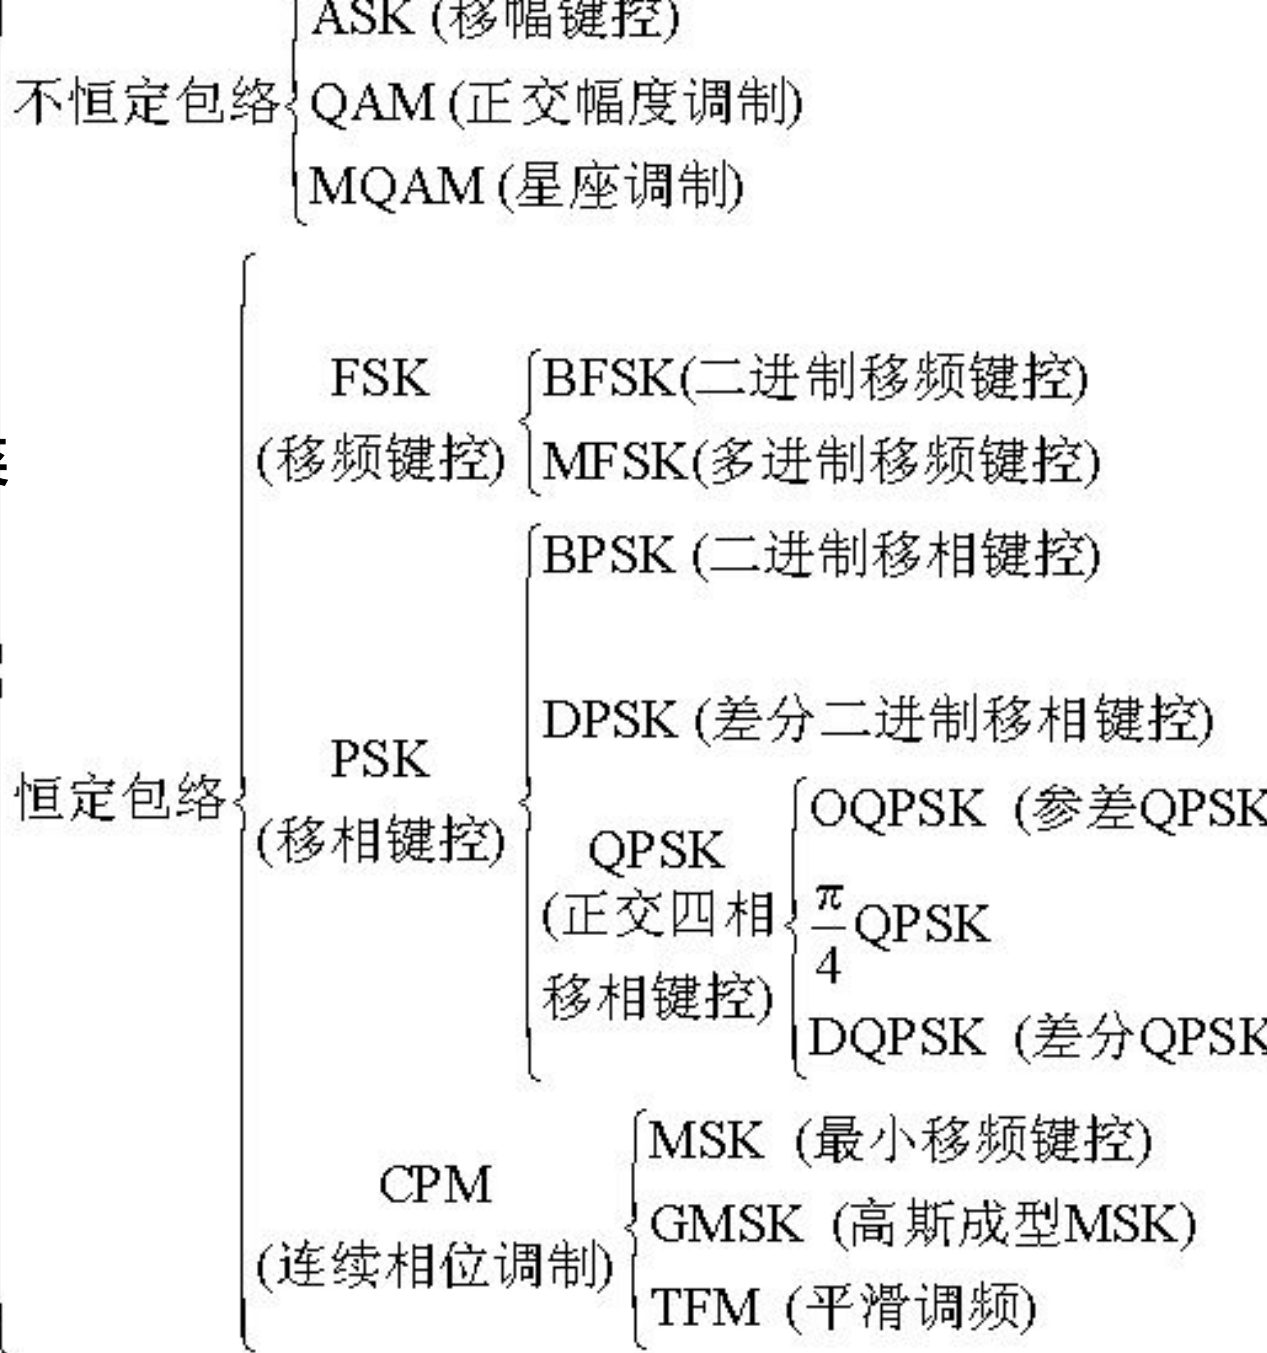 ASK (移幅键控)
不恒定包络
QAM (正交幅度调制)
MQAM (星座调制)
FSK
(移频键控)
BFSK(二进制移频键控)
MFSK(多进制移频键控)
BPSK (二进制移相键控)
DPSK (差分二进制移相键控)
恒定包络
PSK
(移相键控)
QPSK
(正交四相
移相键控)
OQPSK (参差QPSK
π/4 QPSK
DQPSK (差分QPSK
CPM
(连续相位调制)
MSK (最小移频键控)
GMSK (高斯成型MSK)
TFM (平滑调频)